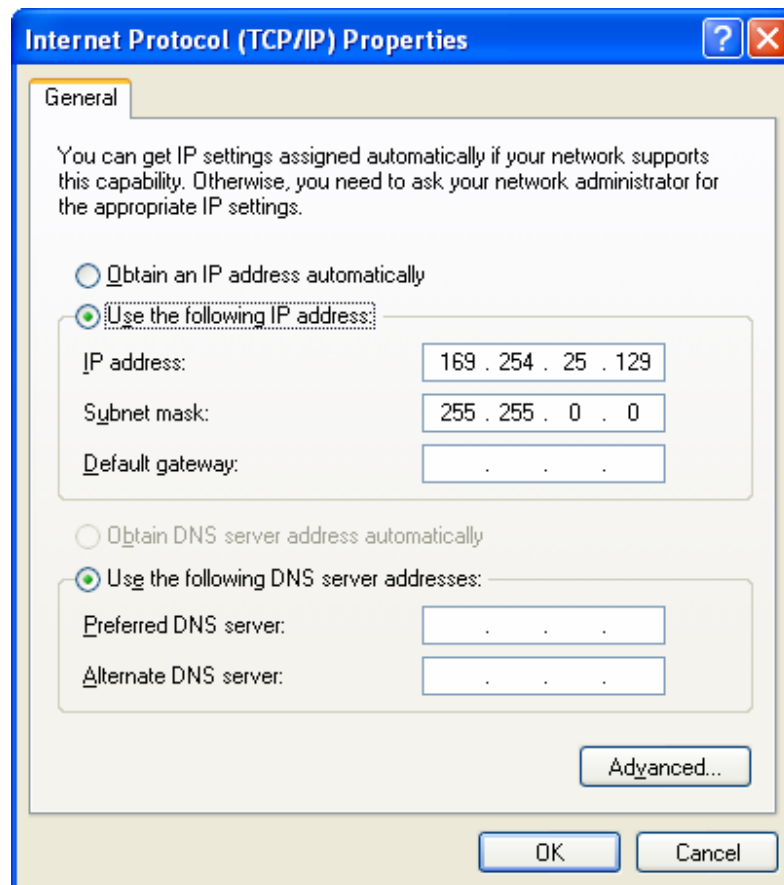 Internet Protocol (TCP/IP) Properties
General
You can get IP settings assigned automatically if your network supports
this capability. Otherwise, you need to ask your network administrator for
the appropriate IP settings.
Obtain an IP address automatically
Use the following IP address:
IP address: 169 . 254 . 25 . 129
Subnet mask: 255 . 255 . 0 . 0
Default gateway: . . .
Obtain DNS server address automatically
Use the following DNS server addresses:
Preferred DNS server: . . .
Alternate DNS server: . . .
Advanced...
OK Cancel